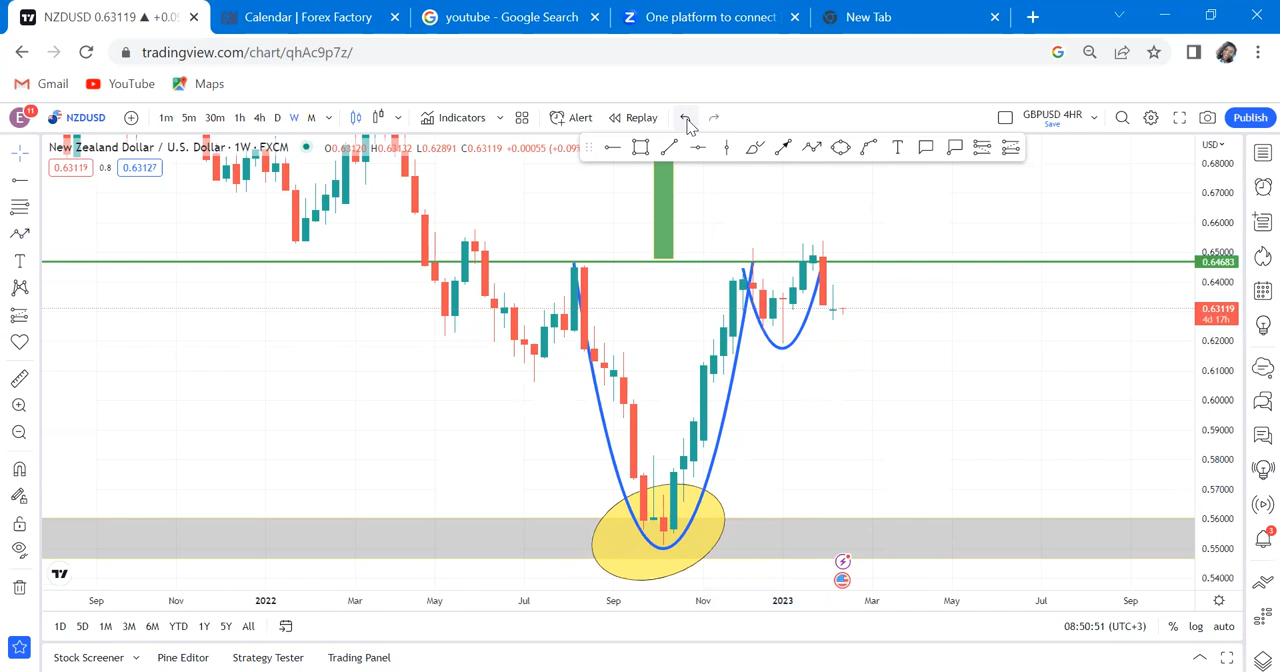 NZDUSD 0.63119 ▲ +0.0
Calendar | Forex Factory
youtube - Google Search
One platform to connect
New Tab
tradingview.com/chart/qhAc9p7z/
Gmail
YouTube
Maps
E
11
NZDUSD
1m 5m 30m 1h 4h D W M
Indicators
Alert
Replay
GBPUSD 4HR
Save
Publish
New Zealand Dollar / U.S. Dollar · 1W · FXCM
O0.63120 H0.63132 L0.62891 C0.63119 +0.00055 (+0.09
USD
0.63119 0.8 0.63127
0.68000
0.67000
0.66000
0.65000
0.64683
0.64000
0.63119
4d 17h
0.62000
0.61000
0.60000
0.59000
0.58000
0.57000
0.56000
0.55000
0.54000
3
Sep Nov 2022 Mar May Jul Sep Nov 2023 Mar May Jul Sep
1D 5D 1M 3M 6M YTD 1Y 5Y All
08:50:51 (UTC+3) % log auto
Stock Screener Pine Editor Strategy Tester Trading Panel